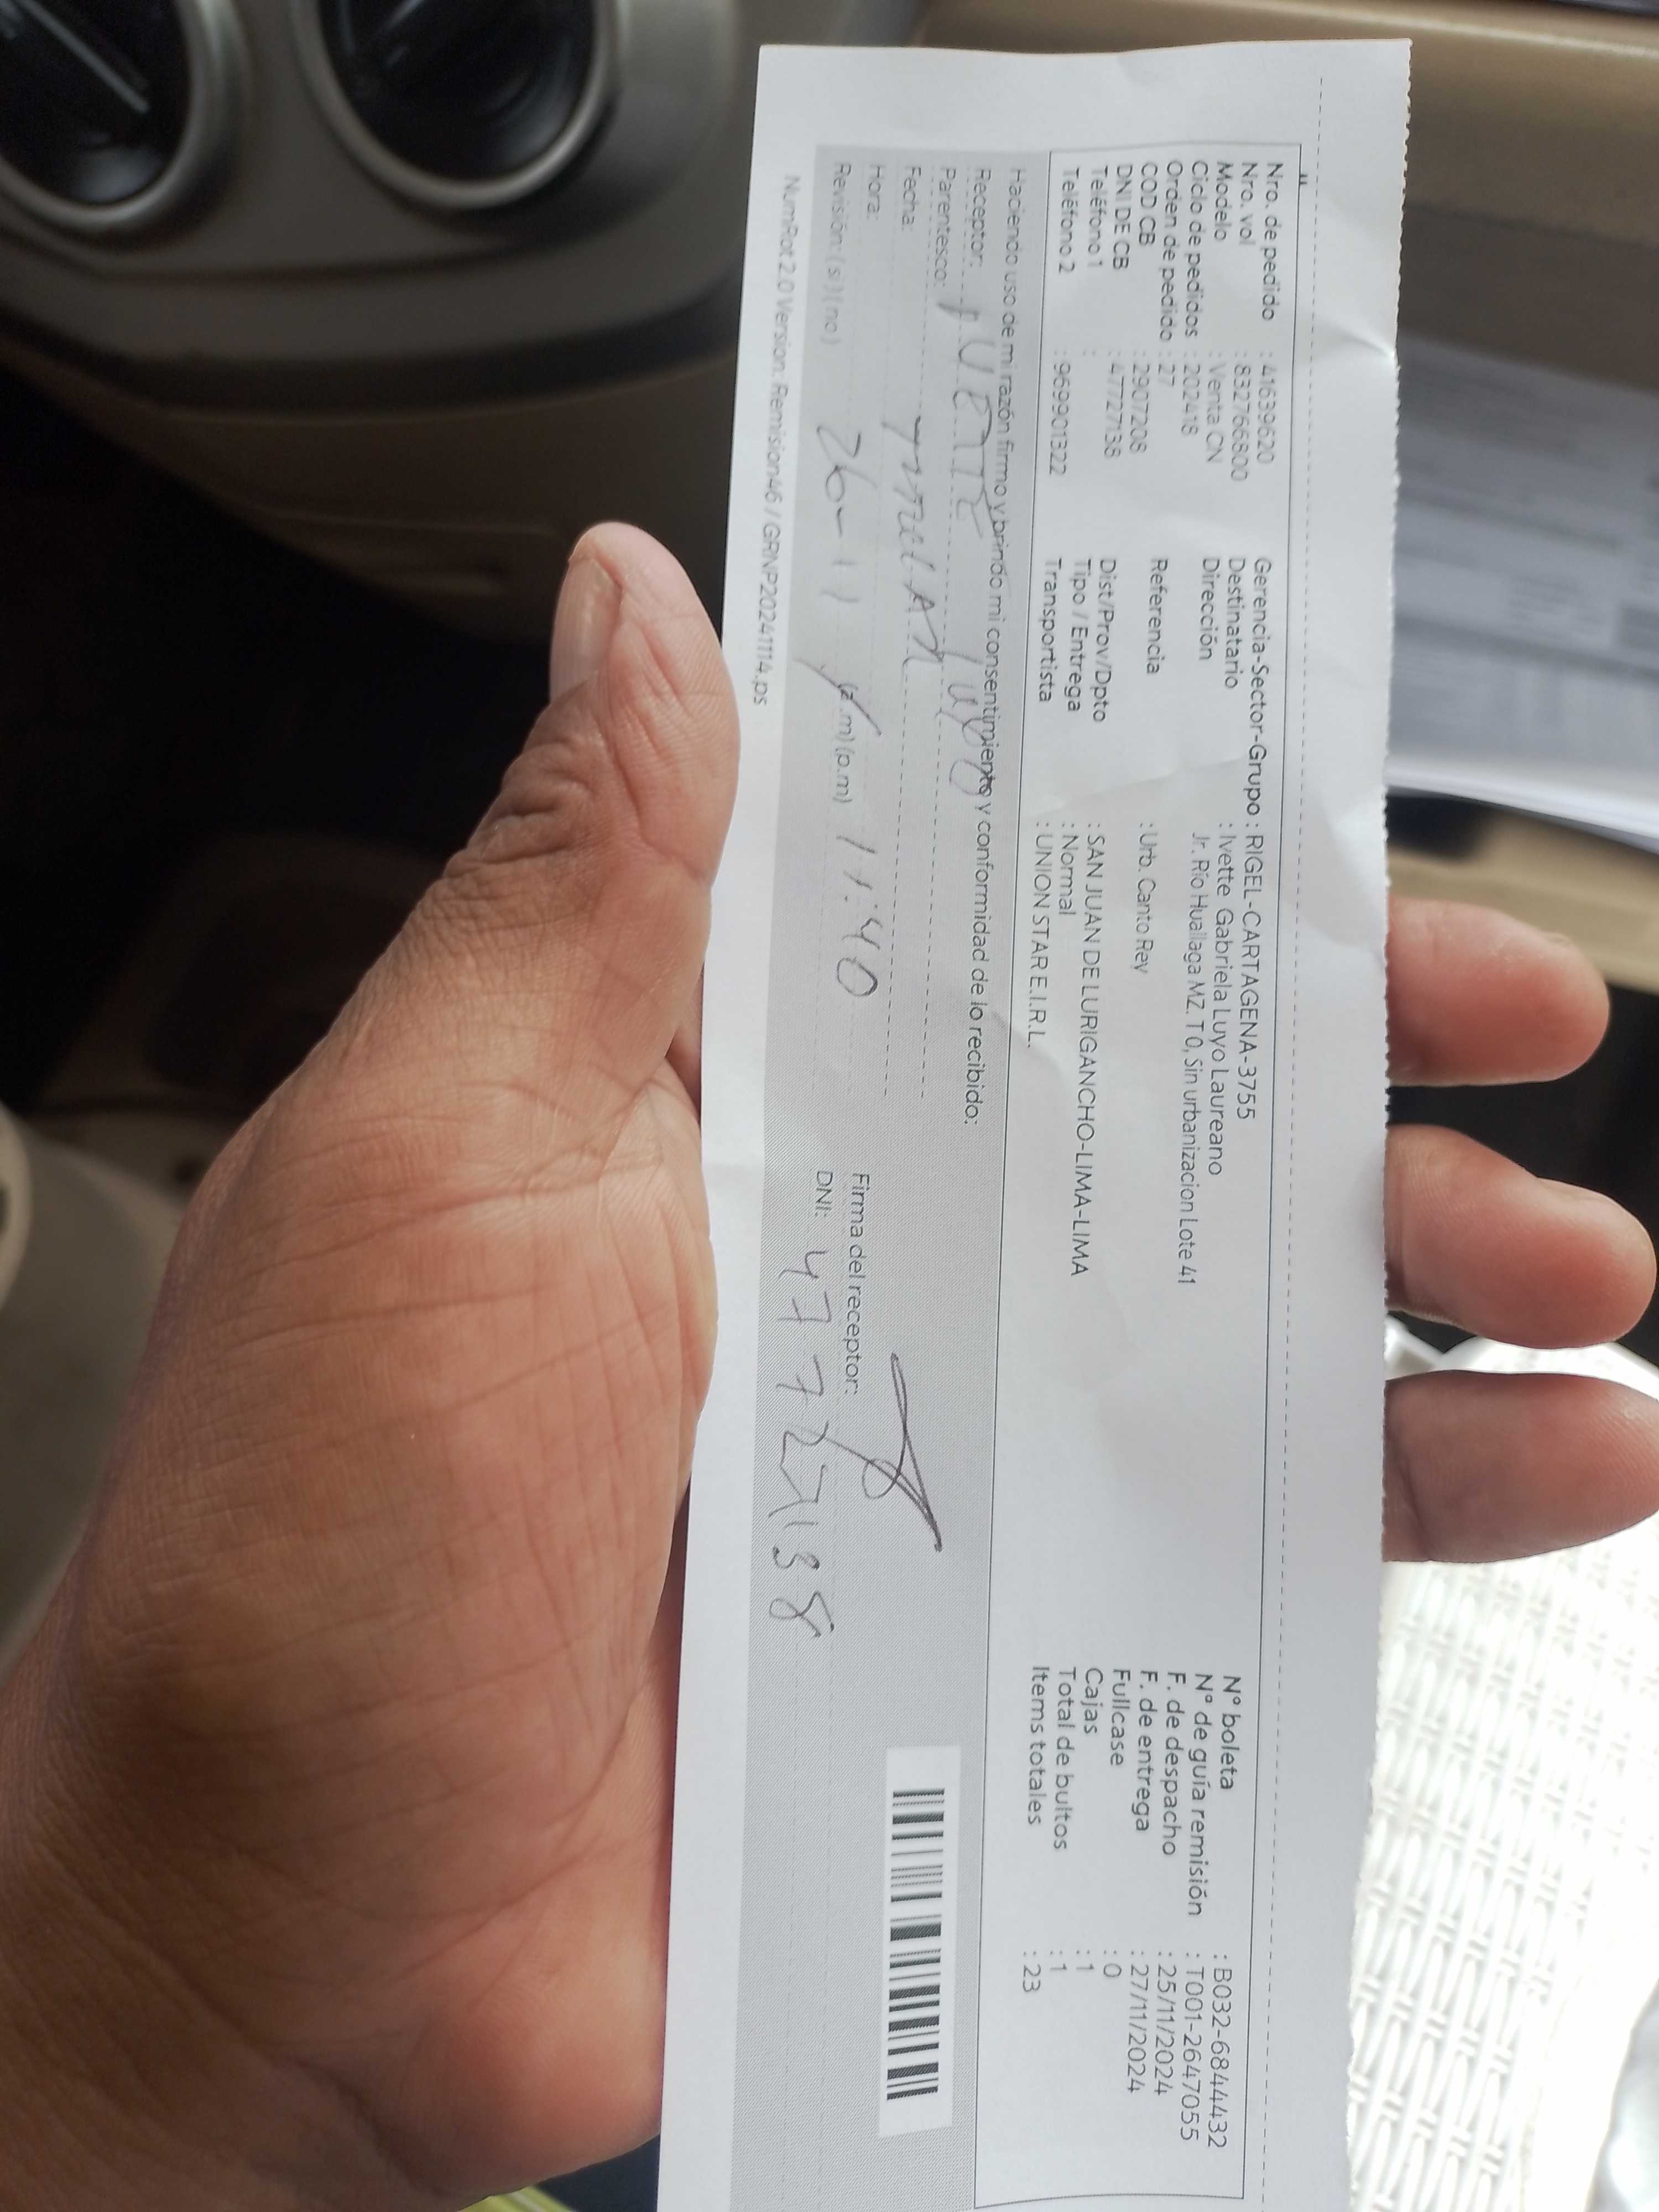 Nro. de pedido : 41639620
Nro. vol : 832766800
Modelo : Venta CN
Ciclo de pedidos : 202418
Orden de pedido : 27
COD CB : 2907208
DNI DE CB : 47727138
Teléfono 1 :
Teléfono 2 : 969901322
Gerencia-Sector-Grupo : RIGEL-CARTAGENA-3755
Destinatario : Ivette Gabriela Luyo Laureano
Dirección Jr. Río Huallaga MZ. T 0, Sin urbanizacion Lote 41
Referencia : Urb. Canto Rey
Dist/Prov/Dpto : SAN JUAN DE LURIGANCHO-LIMA-LIMA
Tipo / Entrega : Normal
Transportista : UNION STAR E.I.R.L.
N° boleta : B032-6844432
N° de guía remisión : T001-2647055
F. de despacho : 25/11/2024
F. de entrega : 27/11/2024
Fullcase : 0
Cajas : 1
Total de bultos : 1
Items totales : 23
Haciendo uso de mi razón firmo y brindo mi consentimiento y conformidad de lo recibido:
Receptor: Luyo
Parentesco:
Fecha: 26-11
Hora: (a.m) (p.m) 11:40
Revisión: (si) (no)
Firma del receptor:
DNI: 47727138
NumRot 2.0 Version. Remision46 / GRNP20241114.ps